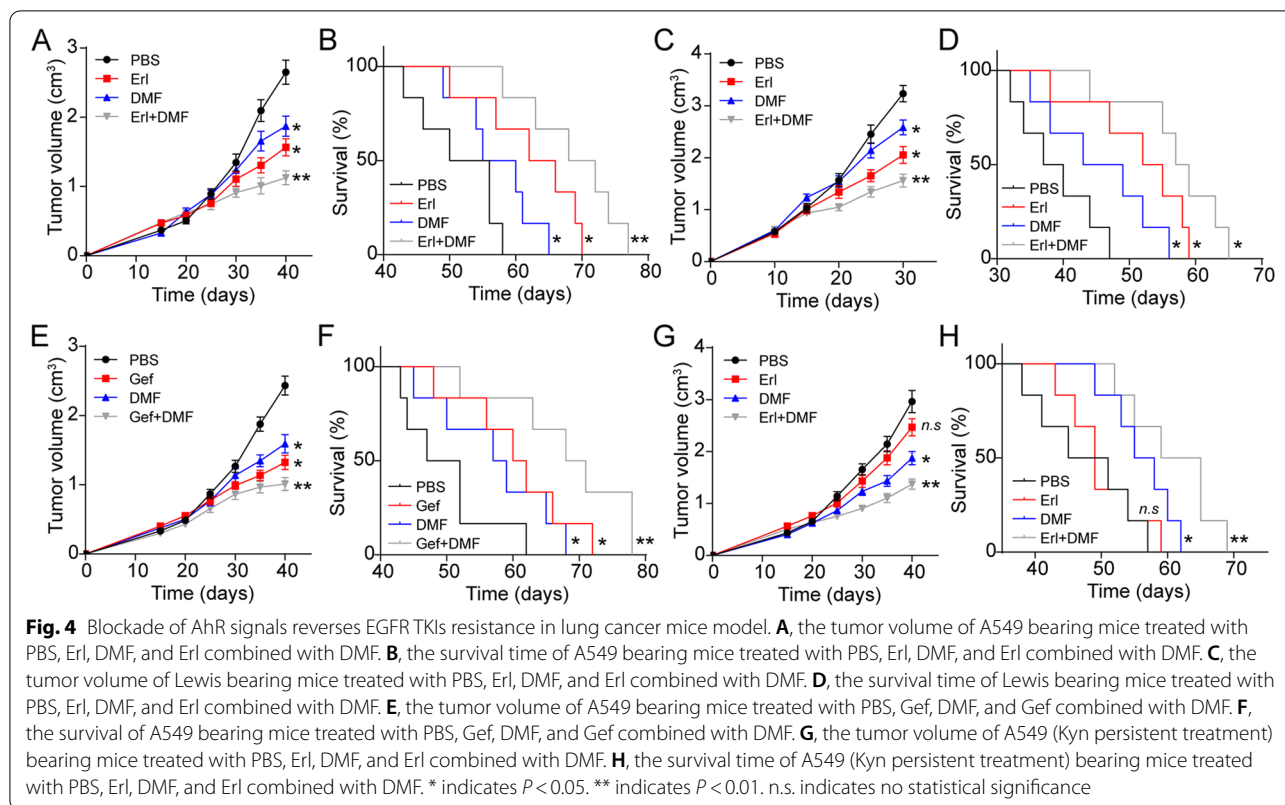 A
Tumor volume (cm³)
3
2
1
0
PBS
Erl
DMF
Erl+DMF
*
*
**
0 10 20 30 40
Time (days)
B
Survival (%)
100
50
0
PBS
Erl
DMF
Erl+DMF
* * **
40 50 60 70 80
Time (days)
C
Tumor volume (cm³)
4
3
2
1
0
PBS
Erl
DMF
Erl+DMF
*
*
**
0 10 20 30
Time (days)
D
Survival (%)
100
50
0
PBS
Erl
DMF
Erl+DMF
* * *
30 40 50 60 70
Time (days)
E
Tumor volume (cm³)
3
2
1
0
PBS
Gef
DMF
Gef+DMF
*
*
**
0 10 20 30 40
Time (days)
F
Survival (%)
100
50
0
PBS
Gef
DMF
Gef+DMF
* * **
40 50 60 70 80
Time (days)
G
Tumor volume (cm³)
4
3
2
1
0
PBS
Erl
DMF
Erl+DMF
n.s
*
**
0 10 20 30 40
Time (days)
H
Survival (%)
100
50
0
PBS
Erl
DMF
Erl+DMF
n.s
* **
40 50 60 70
Time (days)
Fig. 4 Blockade of AhR signals reverses EGFR TKIs resistance in lung cancer mice model. A, the tumor volume of A549 bearing mice treated with
PBS, Erl, DMF, and Erl combined with DMF. B, the survival time of A549 bearing mice treated with PBS, Erl, DMF, and Erl combined with DMF. C, the
tumor volume of Lewis bearing mice treated with PBS, Erl, DMF, and Erl combined with DMF. D, the survival time of Lewis bearing mice treated with
PBS, Erl, DMF, and Erl combined with DMF. E, the tumor volume of A549 bearing mice treated with PBS, Gef, DMF, and Gef combined with DMF. F,
the survival of A549 bearing mice treated with PBS, Gef, DMF, and Gef combined with DMF. G, the tumor volume of A549 (Kyn persistent treatment)
bearing mice treated with PBS, Erl, DMF, and Erl combined with DMF. H, the survival time of A549 (Kyn persistent treatment) bearing mice treated
with PBS, Erl, DMF, and Erl combined with DMF. * indicates P < 0.05. ** indicates P < 0.01. n.s. indicates no statistical significance